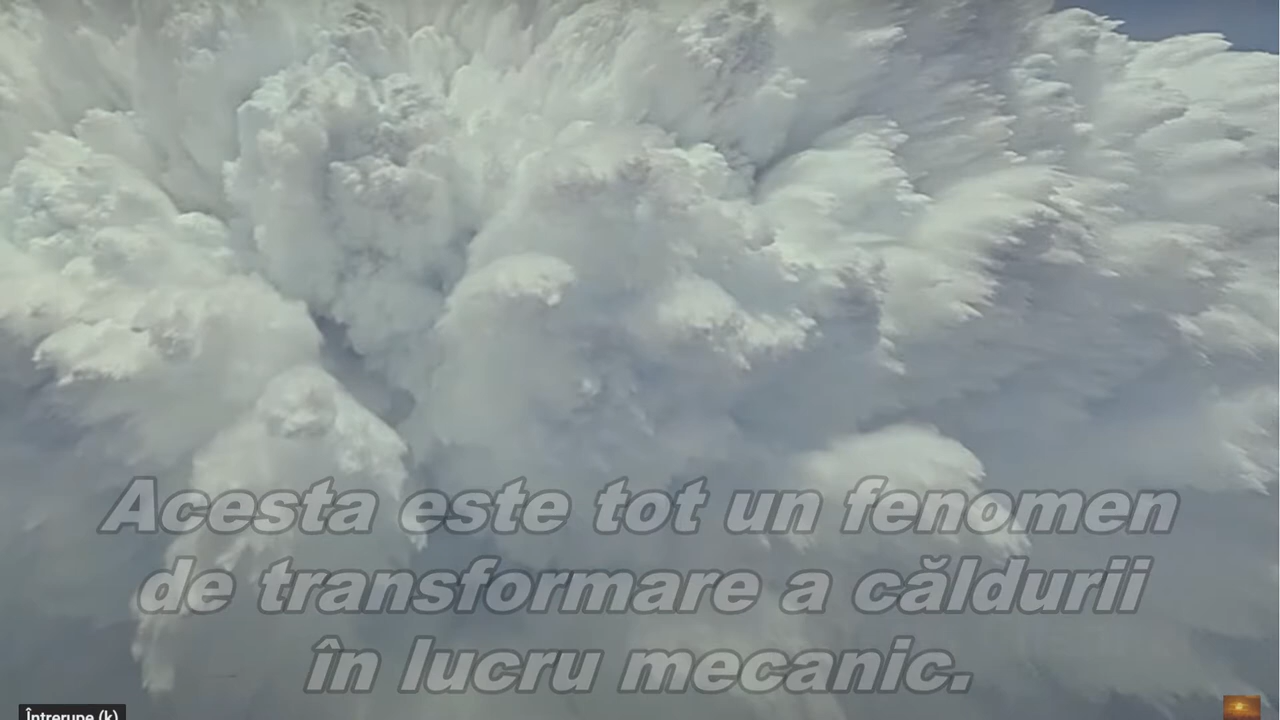 Acesta este tot un fenomen
de transformare a căldurii
în lucru mecanic.
Întrerupe (k)